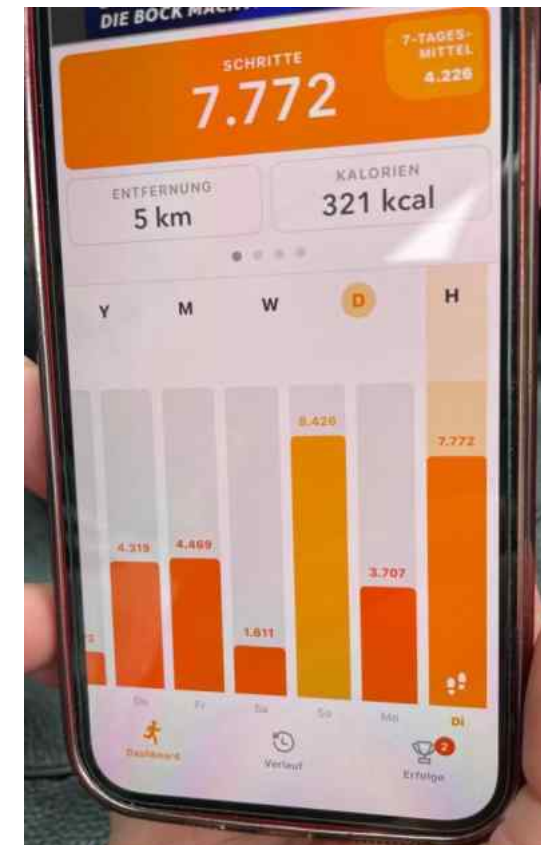 DIE BOCK MACH
SCHRITTE
7.772
7-TAGES-
MITTEL
4.226
ENTFERNUNG
5 km
KALORIEN
321 kcal
Y M W D H
8.426
7.772
4.319
4.469
3.707
1.611
Do Fr Sa So Mo Di
Dashboard
Verlauf
2
Erfolge